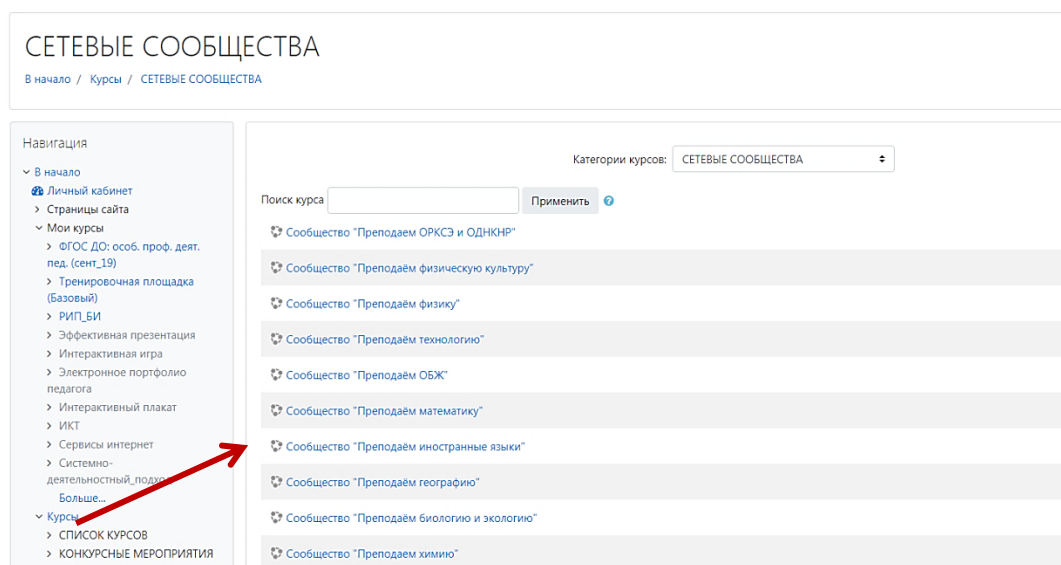 СЕТЕВЫЕ СООБЩЕСТВА
В начало / Курсы / СЕТЕВЫЕ СООБЩЕСТВА
Навигация
В начало
Личный кабинет
Страницы сайта
Мои курсы
ФГОС ДО: особ. проф. деят.
пед. (сент_19)
Тренировочная площадка
(Базовый)
РИП_БИ
Эффективная презентация
Интерактивная игра
Электронное портфолио
педагога
Интерактивный плакат
ИКТ
Сервисы интернет
Системно-
деятельностный_подход
Больше...
Курсы
СПИСОК КУРСОВ
КОНКУРСНЫЕ МЕРОПРИЯТИЯ
Категории курсов: СЕТЕВЫЕ СООБЩЕСТВА
Поиск курса Применить
Сообщество "Преподаем ОРКСЭ и ОДНКНР"
Сообщество "Преподаём физическую культуру"
Сообщество "Преподаём физику"
Сообщество "Преподаём технологию"
Сообщество "Преподаём ОБЖ"
Сообщество "Преподаём математику"
Сообщество "Преподаём иностранные языки"
Сообщество "Преподаём географию"
Сообщество "Преподаём биологию и экологию"
Сообщество "Преподаем химию"